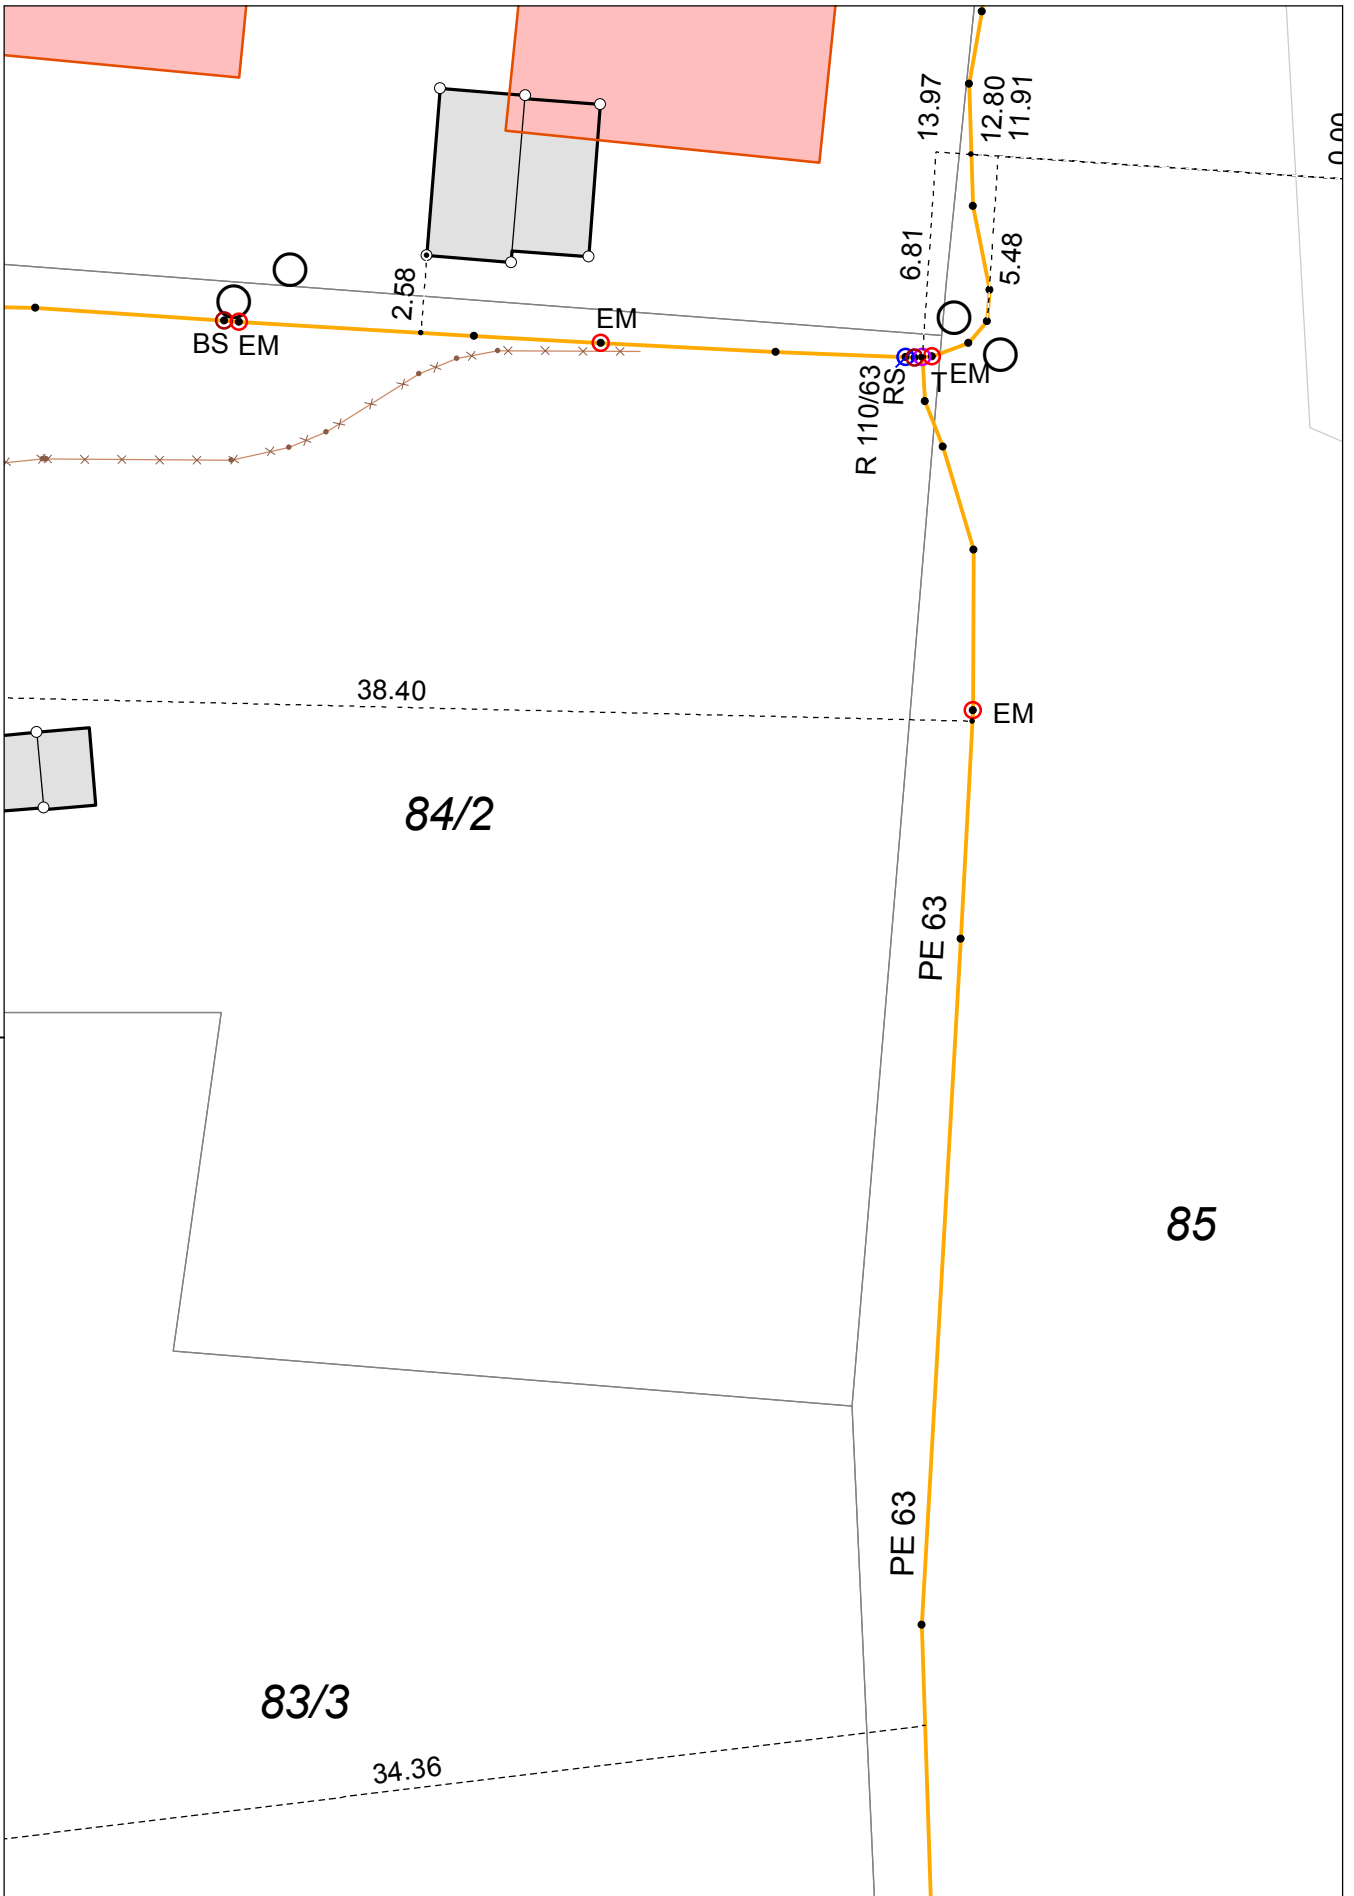 13.97
12.80
11.91
0.00
6.81
5.48
2.58
BS
EM
EM
R 110/63
RS
T
EM
38.40
EM
84/2
PE 63
85
PE 63
83/3
34.36